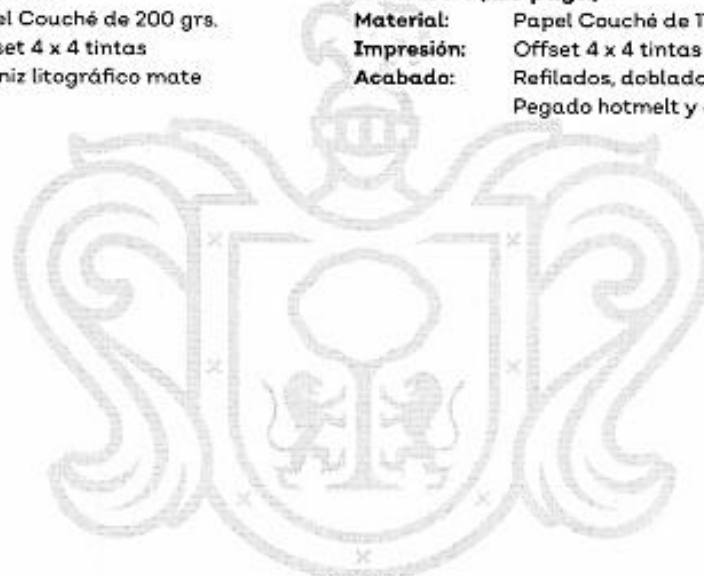 el Couché de 200 grs.
set 4 x 4 tintas
niz litográfico mate
Material: Papel Couché de
Impresión: Offset 4 x 4 tintas
Acabado: Refilados, doblado
Pegado hotmelt y